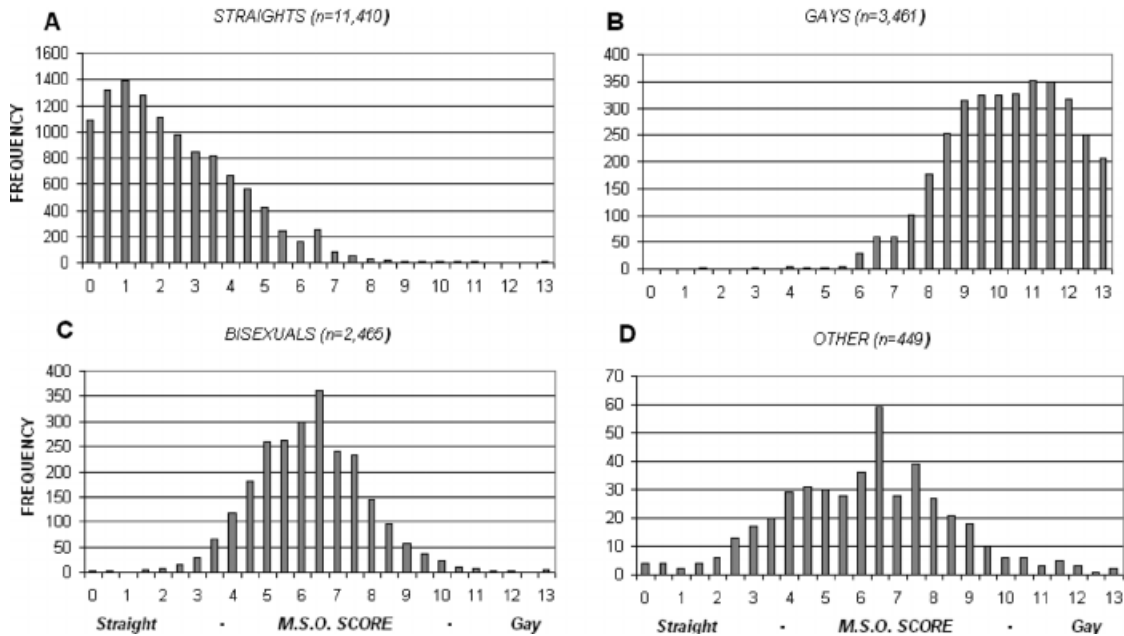 A STRAIGHTS (n=11,410)
FREQUENCY
1600
1400
1200
1000
800
600
400
200
0
0 1 2 3 4 5 6 7 8 9 10 11 12 13
B GAYS (n=3,461)
400
350
300
250
200
150
100
50
0
0 1 2 3 4 5 6 7 8 9 10 11 12 13
C BISEXUALS (n=2,465)
FREQUENCY
400
350
300
250
200
150
100
50
0
0 1 2 3 4 5 6 7 8 9 10 11 12 13
Straight - M.S.O. SCORE - Gay
D OTHER (n=449)
70
60
50
40
30
20
10
0
0 1 2 3 4 5 6 7 8 9 10 11 12 13
Straight - M.S.O. SCORE - Gay